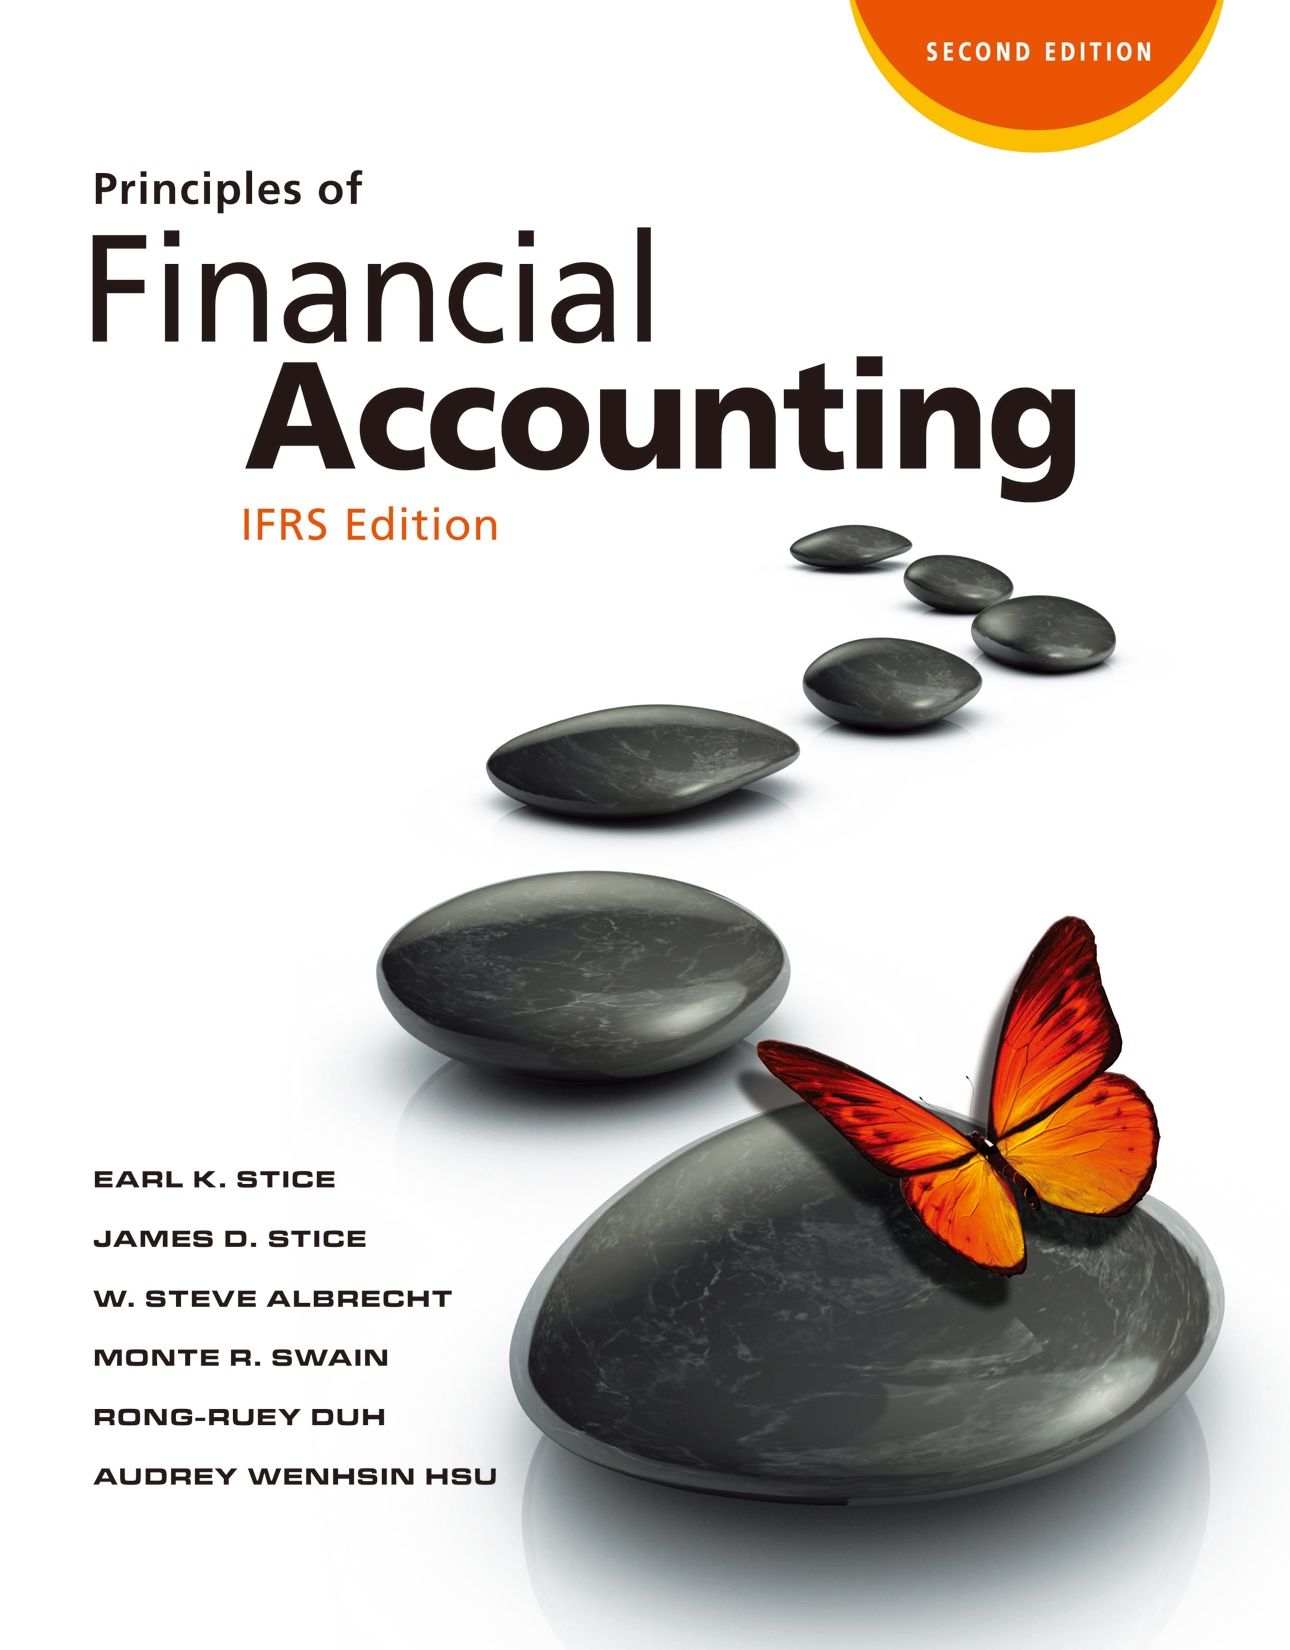 SECOND EDITION
Principles of
Financial
Accounting
IFRS Edition
EARL K. STICE
JAMES D. STICE
W. STEVE ALBRECHT
MONTE R. SWAIN
RONG-RUEY DUH
AUDREY WENHSIN HSU